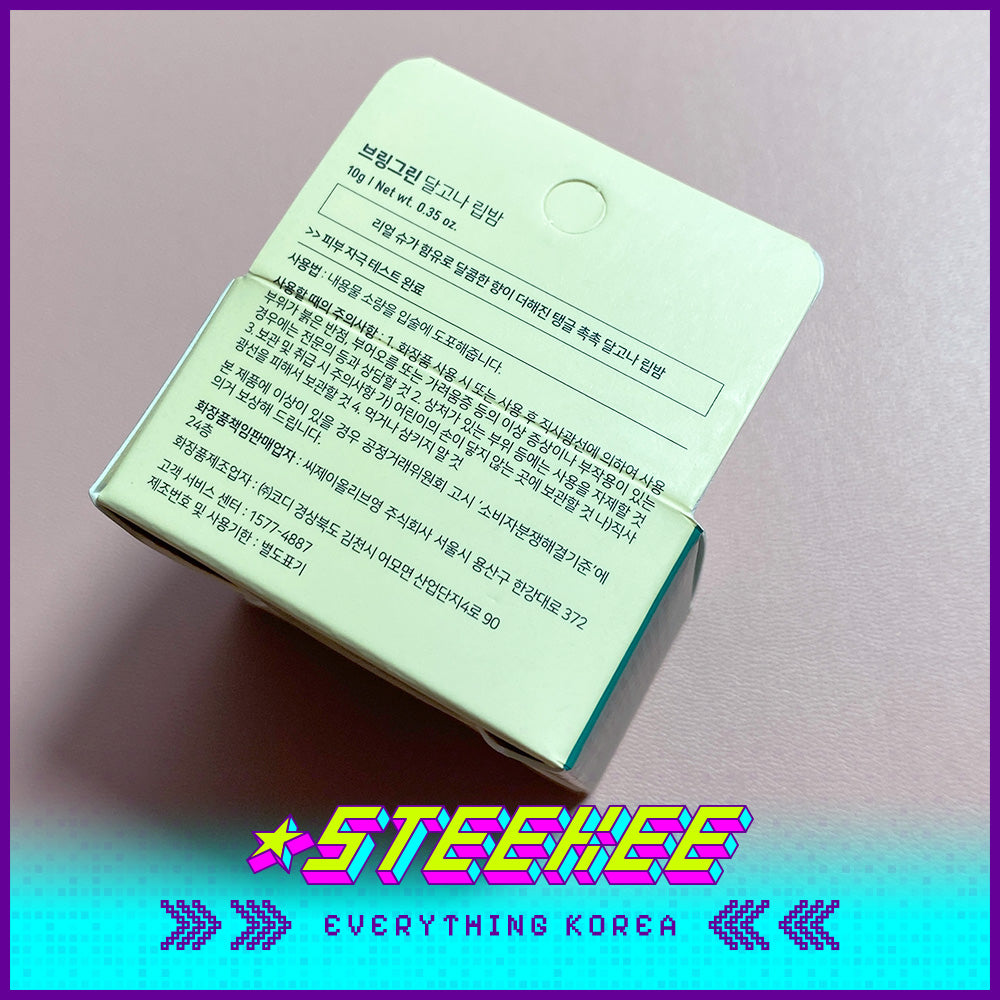 브링그린 달고나 립밤
10g | Net wt. 0.35 oz.
리얼 슈가 함유로 달콤한 향이 더해진 탱글 촉촉 달고나 립밤
>> 피부 자극 테스트 완료
사용법 : 내용물 소량을 입술에 도포해줍니다.
사용할 때의 주의사항 : 1. 화장품 사용 시 또는 사용 후 직사광선에 의하여 사용
부위가 붉은 반점, 부어오름 또는 가려움증 등의 이상 증상이나 부작용이 있는
경우에는 전문의 등과 상담할 것 2. 상처가 있는 부위 등에는 사용을 자제할 것
3. 보관 및 취급 시 주의사항 가) 어린이의 손이 닿지 않는 곳에 보관할 것 나)직사
광선을 피해서 보관할 것 4. 먹거나 삼키지 말 것
본 제품에 이상이 있을 경우 공정거래위원회 고시 '소비자분쟁해결기준'에
의거 보상해 드립니다.
화장품책임판매업자 : 씨제이올리브영 주식회사 서울시 용산구 한강대로 372
24층
화장품제조업자 : ㈜코디 경상북도 김천시 어모면 산업단지4로 90
고객 서비스 센터 : 1577-4887
제조번호 및 사용기한 : 별도표기
STEEKEE
EVERYTHING KOREA